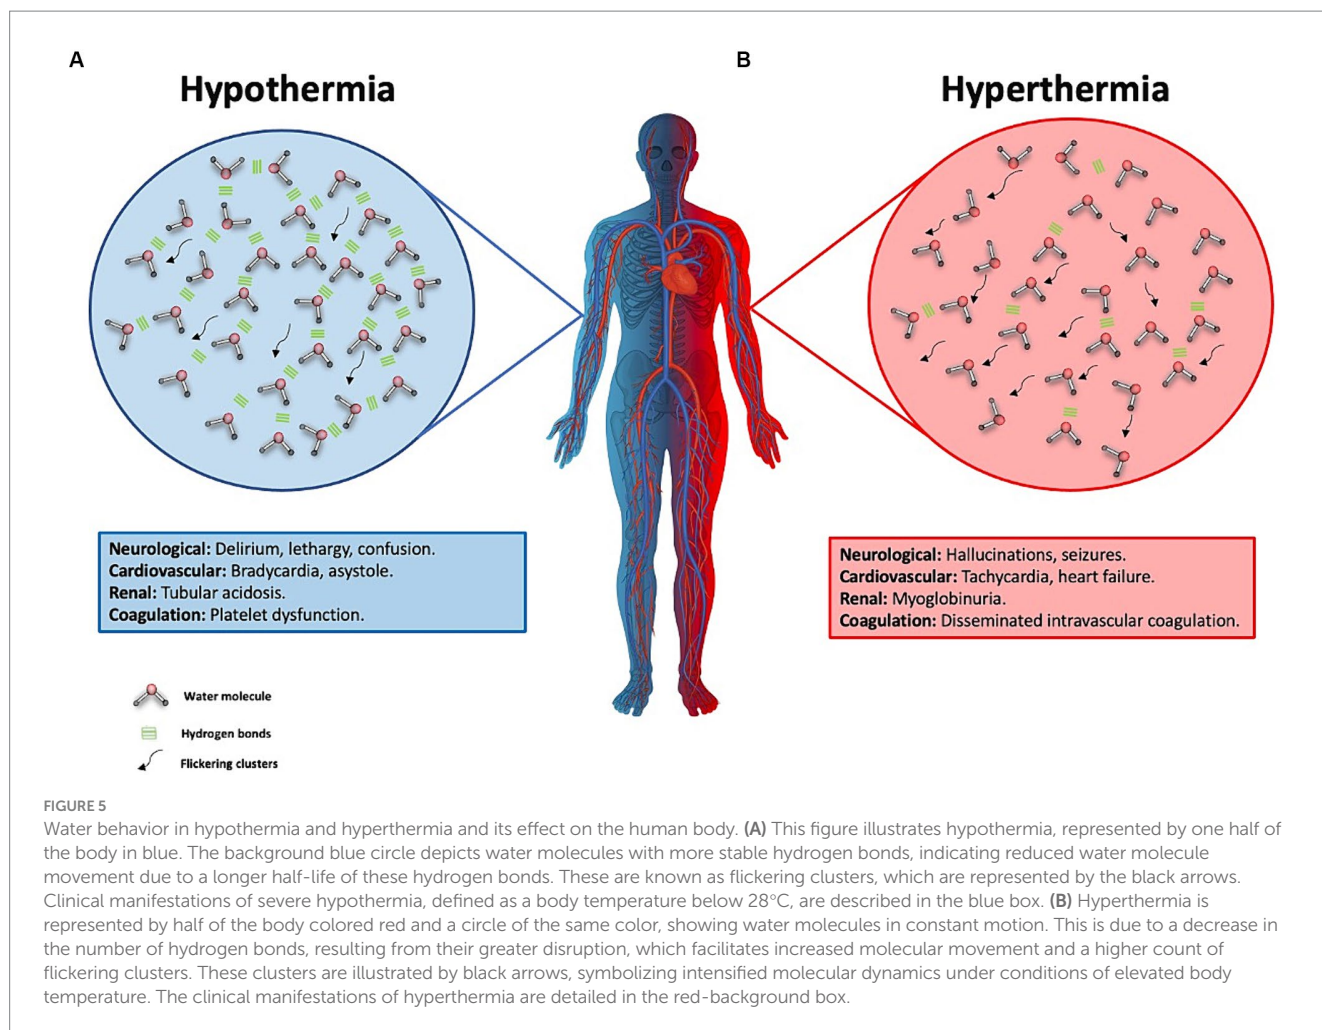 A
Hypothermia
B
Hyperthermia
Neurological: Delirium, lethargy, confusion.
Cardiovascular: Bradycardia, asystole.
Renal: Tubular acidosis.
Coagulation: Platelet dysfunction.
Neurological: Hallucinations, seizures.
Cardiovascular: Tachycardia, heart failure.
Renal: Myoglobinuria.
Coagulation: Disseminated intravascular coagulation.
Water molecule
Hydrogen bonds
Flickering clusters
FIGURE 5
Water behavior in hypothermia and hyperthermia and its effect on the human body. (A) This figure illustrates hypothermia, represented by one half of
the body in blue. The background blue circle depicts water molecules with more stable hydrogen bonds, indicating reduced water molecule
movement due to a longer half-life of these hydrogen bonds. These are known as flickering clusters, which are represented by the black arrows.
Clinical manifestations of severe hypothermia, defined as a body temperature below 28°C, are described in the blue box. (B) Hyperthermia is
represented by half of the body colored red and a circle of the same color, showing water molecules in constant motion. This is due to a decrease in
the number of hydrogen bonds, resulting from their greater disruption, which facilitates increased molecular movement and a higher count of
flickering clusters. These clusters are illustrated by black arrows, symbolizing intensified molecular dynamics under conditions of elevated body
temperature. The clinical manifestations of hyperthermia are detailed in the red-background box.